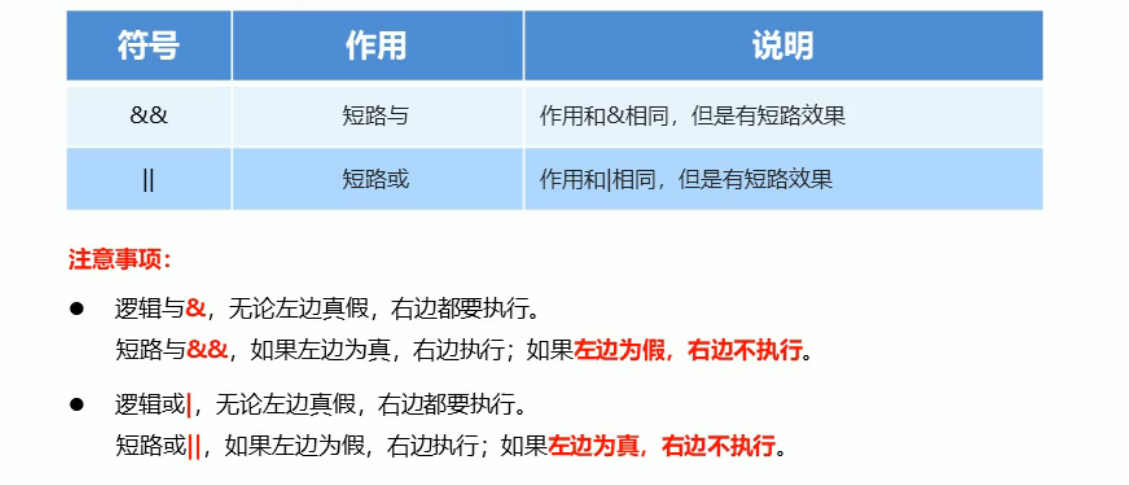 符号 作用 说明
&& 短路与 作用和&相同，但是有短路效果
|| 短路或 作用和|相同，但是有短路效果
注意事项：
● 逻辑与&，无论左边真假，右边都要执行。
短路与&&，如果左边为真，右边执行；如果左边为假，右边不执行。
● 逻辑或|，无论左边真假，右边都要执行。
短路或||，如果左边为假，右边执行；如果左边为真，右边不执行。